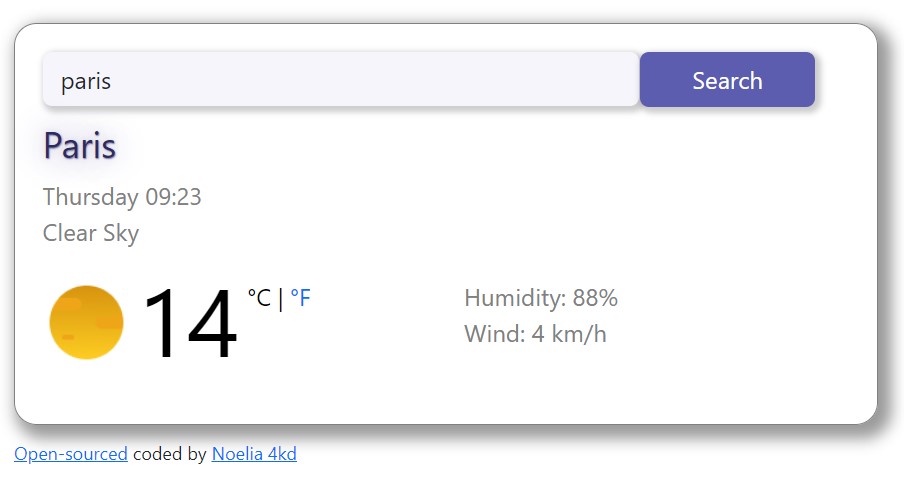 paris
Search
Paris
Thursday 09:23
Clear Sky
14 °C | °F
Humidity: 88%
Wind: 4 km/h
Open-sourced coded by Noelia 4kd